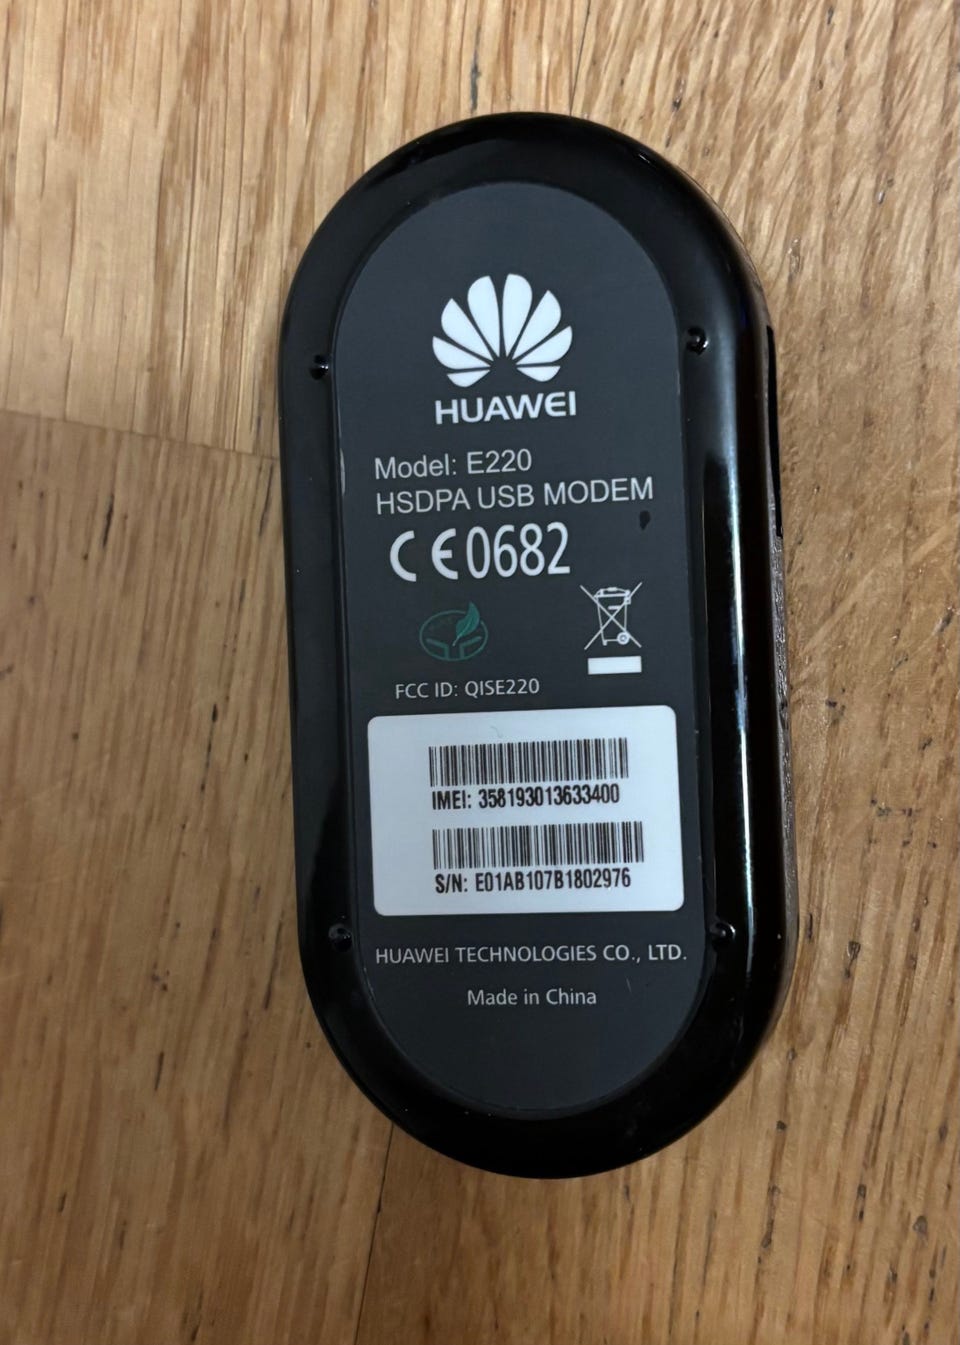 HUAWEI
Model: E220
HSDPA USB MODEM
CE0682
FCC ID: QISE220
IMEI: 358193013633400
S/N: E01AB107B1802976
HUAWEI TECHNOLOGIES CO., LTD.
Made in China